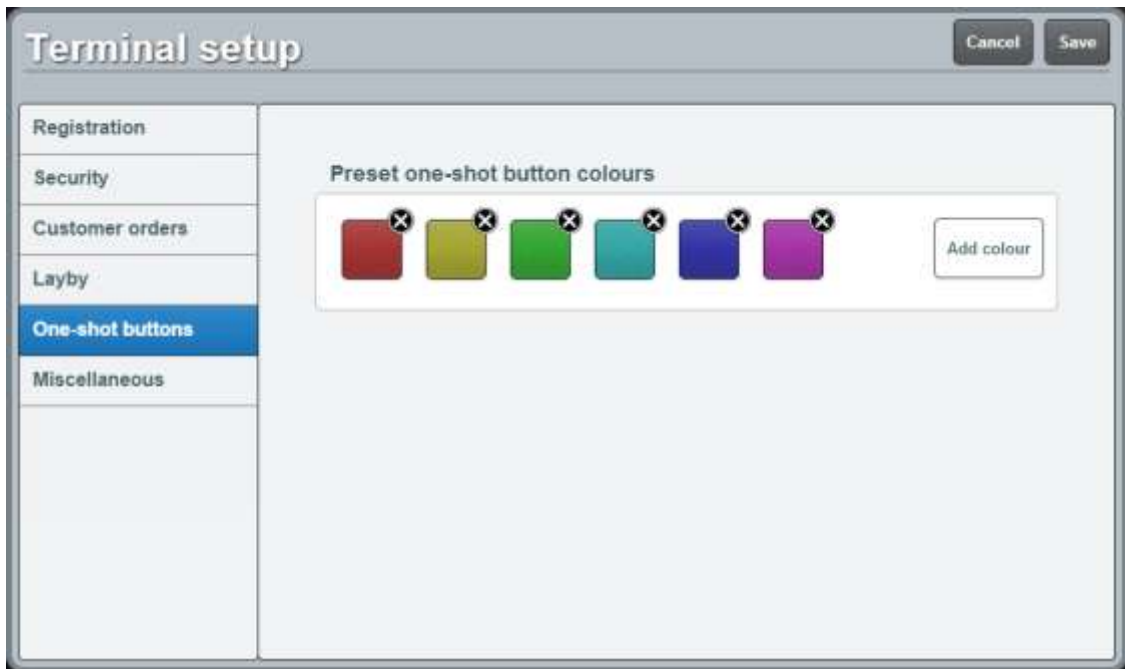 Terminal setup
Cancel
Save
Registration
Security
Customer orders
Layby
One-shot buttons
Miscellaneous
Preset one-shot button colours
Add colour